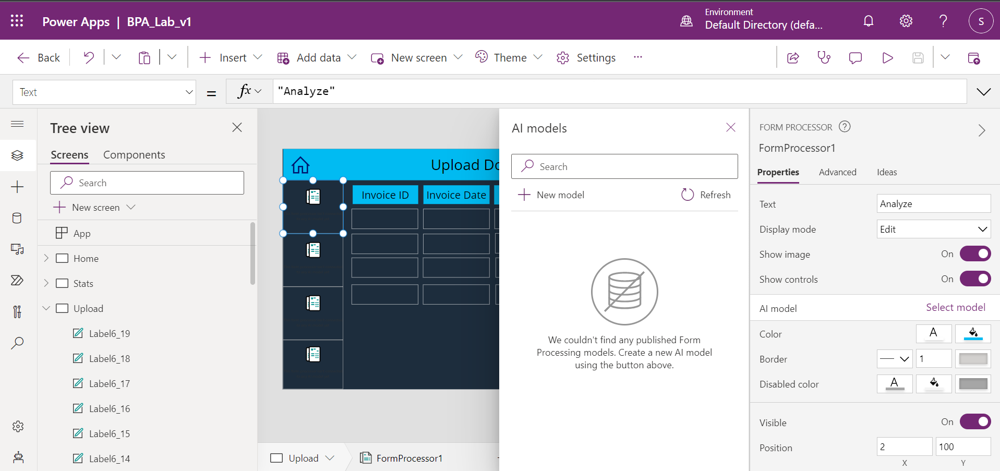 Power Apps | BPA_Lab_v1
Environment
Default Directory (defa...
S
Back
Insert
Add data
New screen
Theme
Settings
...
Text
=
fx
"Analyze"
Tree view
Screens
Components
Search
New screen
App
Home
Stats
Upload
Label6_19
Label6_18
Label6_17
Label6_16
Label6_15
Label6_14
Upload Do
Invoice ID
Invoice Date
Upload
FormProcessor1
AI models
Search
New model
Refresh
We couldn't find any published Form
Processing models. Create a new AI model
using the button above.
FORM PROCESSOR
FormProcessor1
Properties
Advanced
Ideas
Text
Analyze
Display mode
Edit
Show image
On
Show controls
On
AI model
Select model
Color
A
Border
1
Disabled color
A
Visible
On
Position
2
100
X
Y